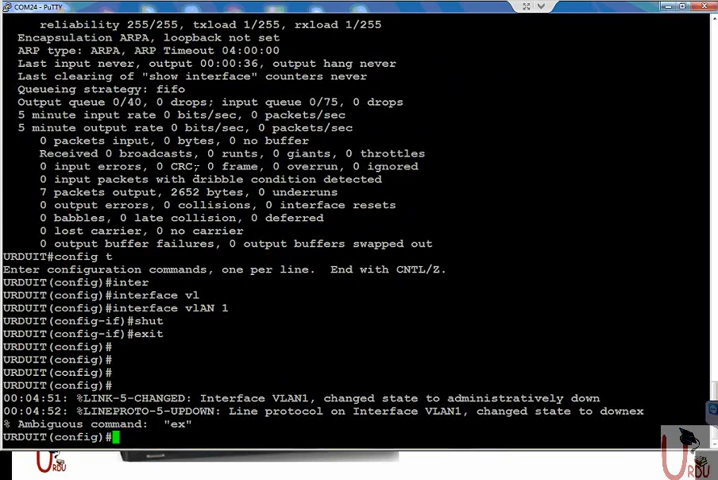 COM24 - PuTTY
reliability 255/255, txload 1/255, rxload 1/255
Encapsulation ARPA, loopback not set
ARP type: ARPA, ARP Timeout 04:00:00
Last input never, output 00:00:36, output hang never
Last clearing of "show interface" counters never
Queueing strategy: fifo
Output queue 0/40, 0 drops; input queue 0/75, 0 drops
5 minute input rate 0 bits/sec, 0 packets/sec
5 minute output rate 0 bits/sec, 0 packets/sec
0 packets input, 0 bytes, 0 no buffer
Received 0 broadcasts, 0 runts, 0 giants, 0 throttles
0 input errors, 0 CRC, 0 frame, 0 overrun, 0 ignored
0 input packets with dribble condition detected
7 packets output, 2652 bytes, 0 underruns
0 output errors, 0 collisions, 0 interface resets
0 babbles, 0 late collision, 0 deferred
0 lost carrier, 0 no carrier
0 output buffer failures, 0 output buffers swapped out
URDUIT#config t
Enter configuration commands, one per line.  End with CNTL/Z.
URDUIT(config)#inter
URDUIT(config)#interface vl
URDUIT(config)#interface vlAN 1
URDUIT(config-if)#shut
URDUIT(config-if)#exit
URDUIT(config)#
URDUIT(config)#
URDUIT(config)#
URDUIT(config)#
00:04:51: %LINK-5-CHANGED: Interface VLAN1, changed state to administratively down
00:04:52: %LINEPROTO-5-UPDOWN: Line protocol on Interface VLAN1, changed state to downex
% Ambiguous command:  "ex"
URDUIT(config)#
URDU
URDU